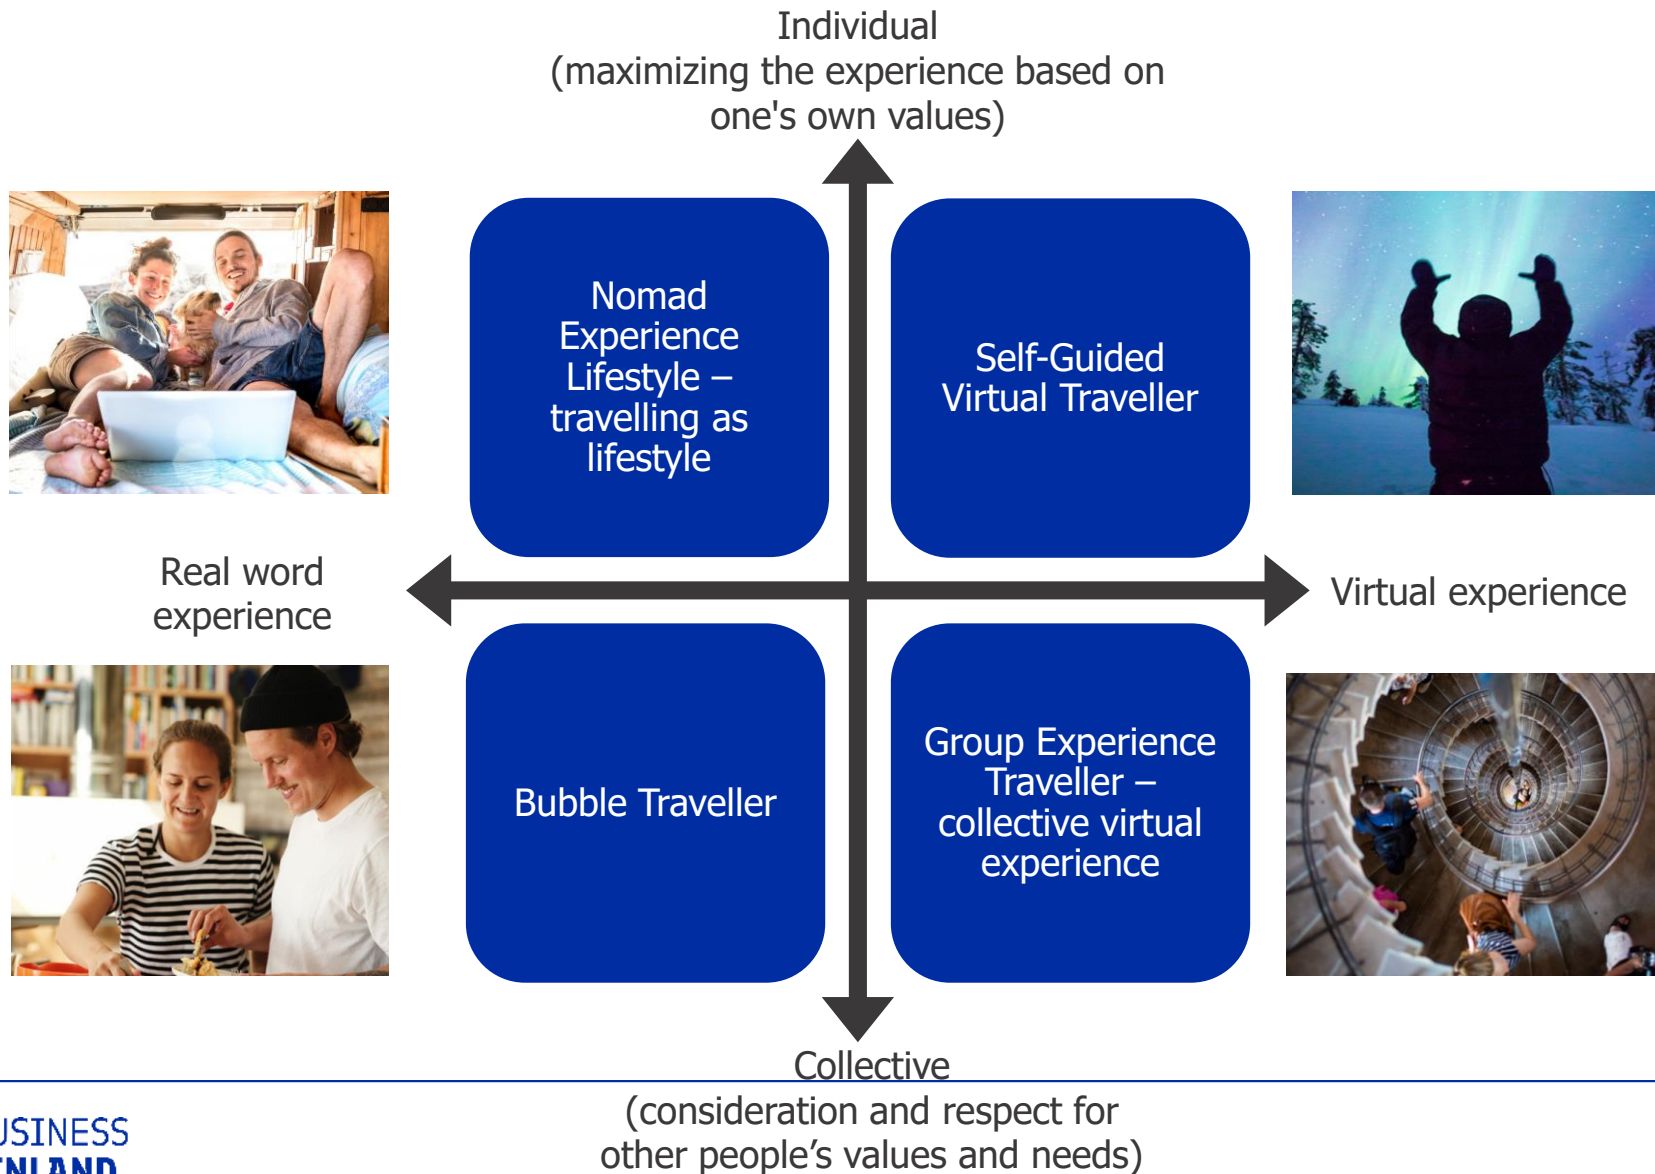 Individual
(maximizing the experience based on
one's own values)
Nomad
Experience
Lifestyle –
travelling as
lifestyle
Self-Guided
Virtual Traveller
Real word
experience
Virtual experience
Bubble Traveller
Group Experience
Traveller –
collective virtual
experience
Collective
(consideration and respect for
other people’s values and needs)
USINESS
INLAND